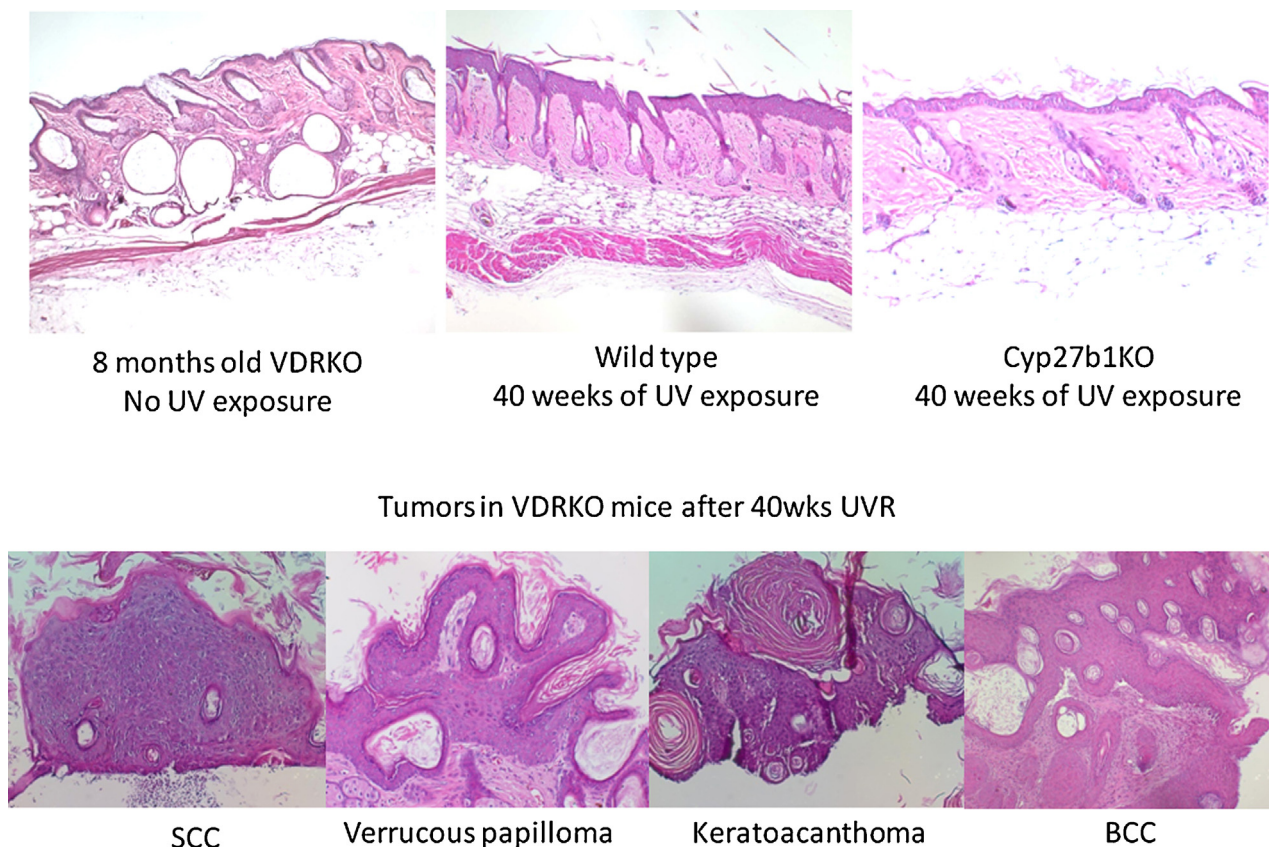 8 months old VDRKO
No UV exposure
Wild type
40 weeks of UV exposure
Cyp27b1KO
40 weeks of UV exposure
Tumors in VDRKO mice after 40wks UVR
SCC
Verrucous papilloma
Keratoacanthoma
BCC